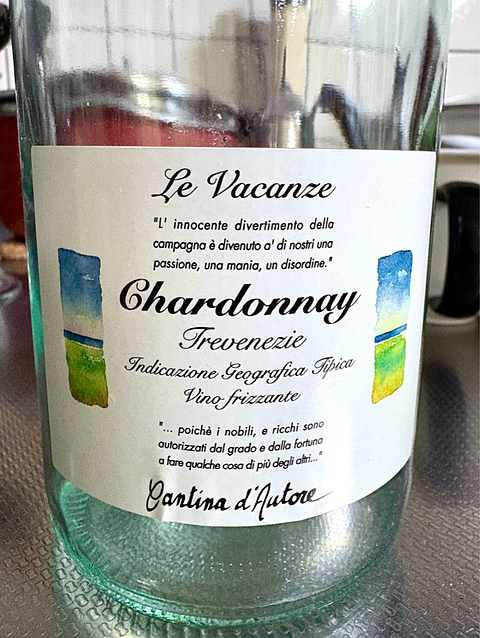 Le Vacanze
"L' innocente divertimento della
campagna è divenuto a' di nostri una
passione, una mania, un disordine."
Chardonnay
Trevenezie
Indicazione Geografica Tipica
Vino frizzante
"... poichè i nobili, e ricchi sono
autorizzati dal grado e dalla fortuna
a fare qualche cosa di più degli altri..."
Cantina d'Autore